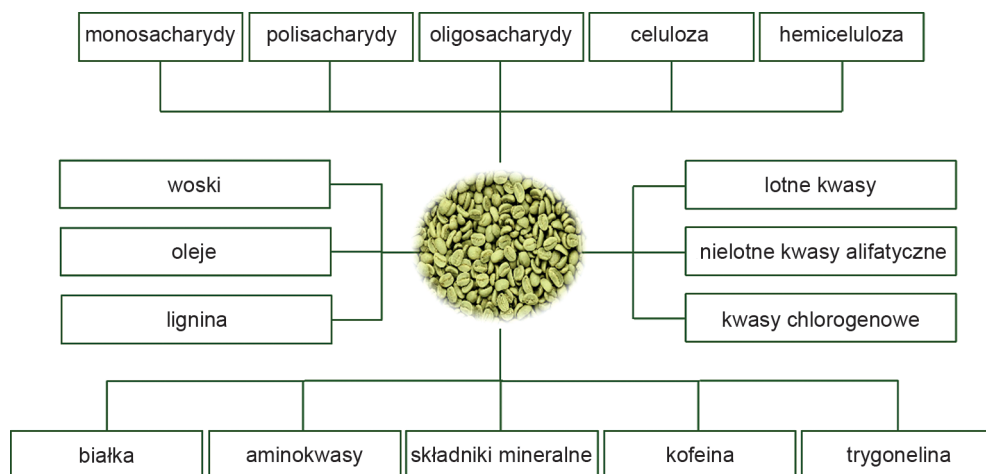 monosacharydy
polisacharydy
oligosacharydy
celuloza
hemiceluloza
woski
lotne kwasy
oleje
nielotne kwasy alifatyczne
lignina
kwasy chlorogenowe
białka
aminokwasy
składniki mineralne
kofeina
trygonelina